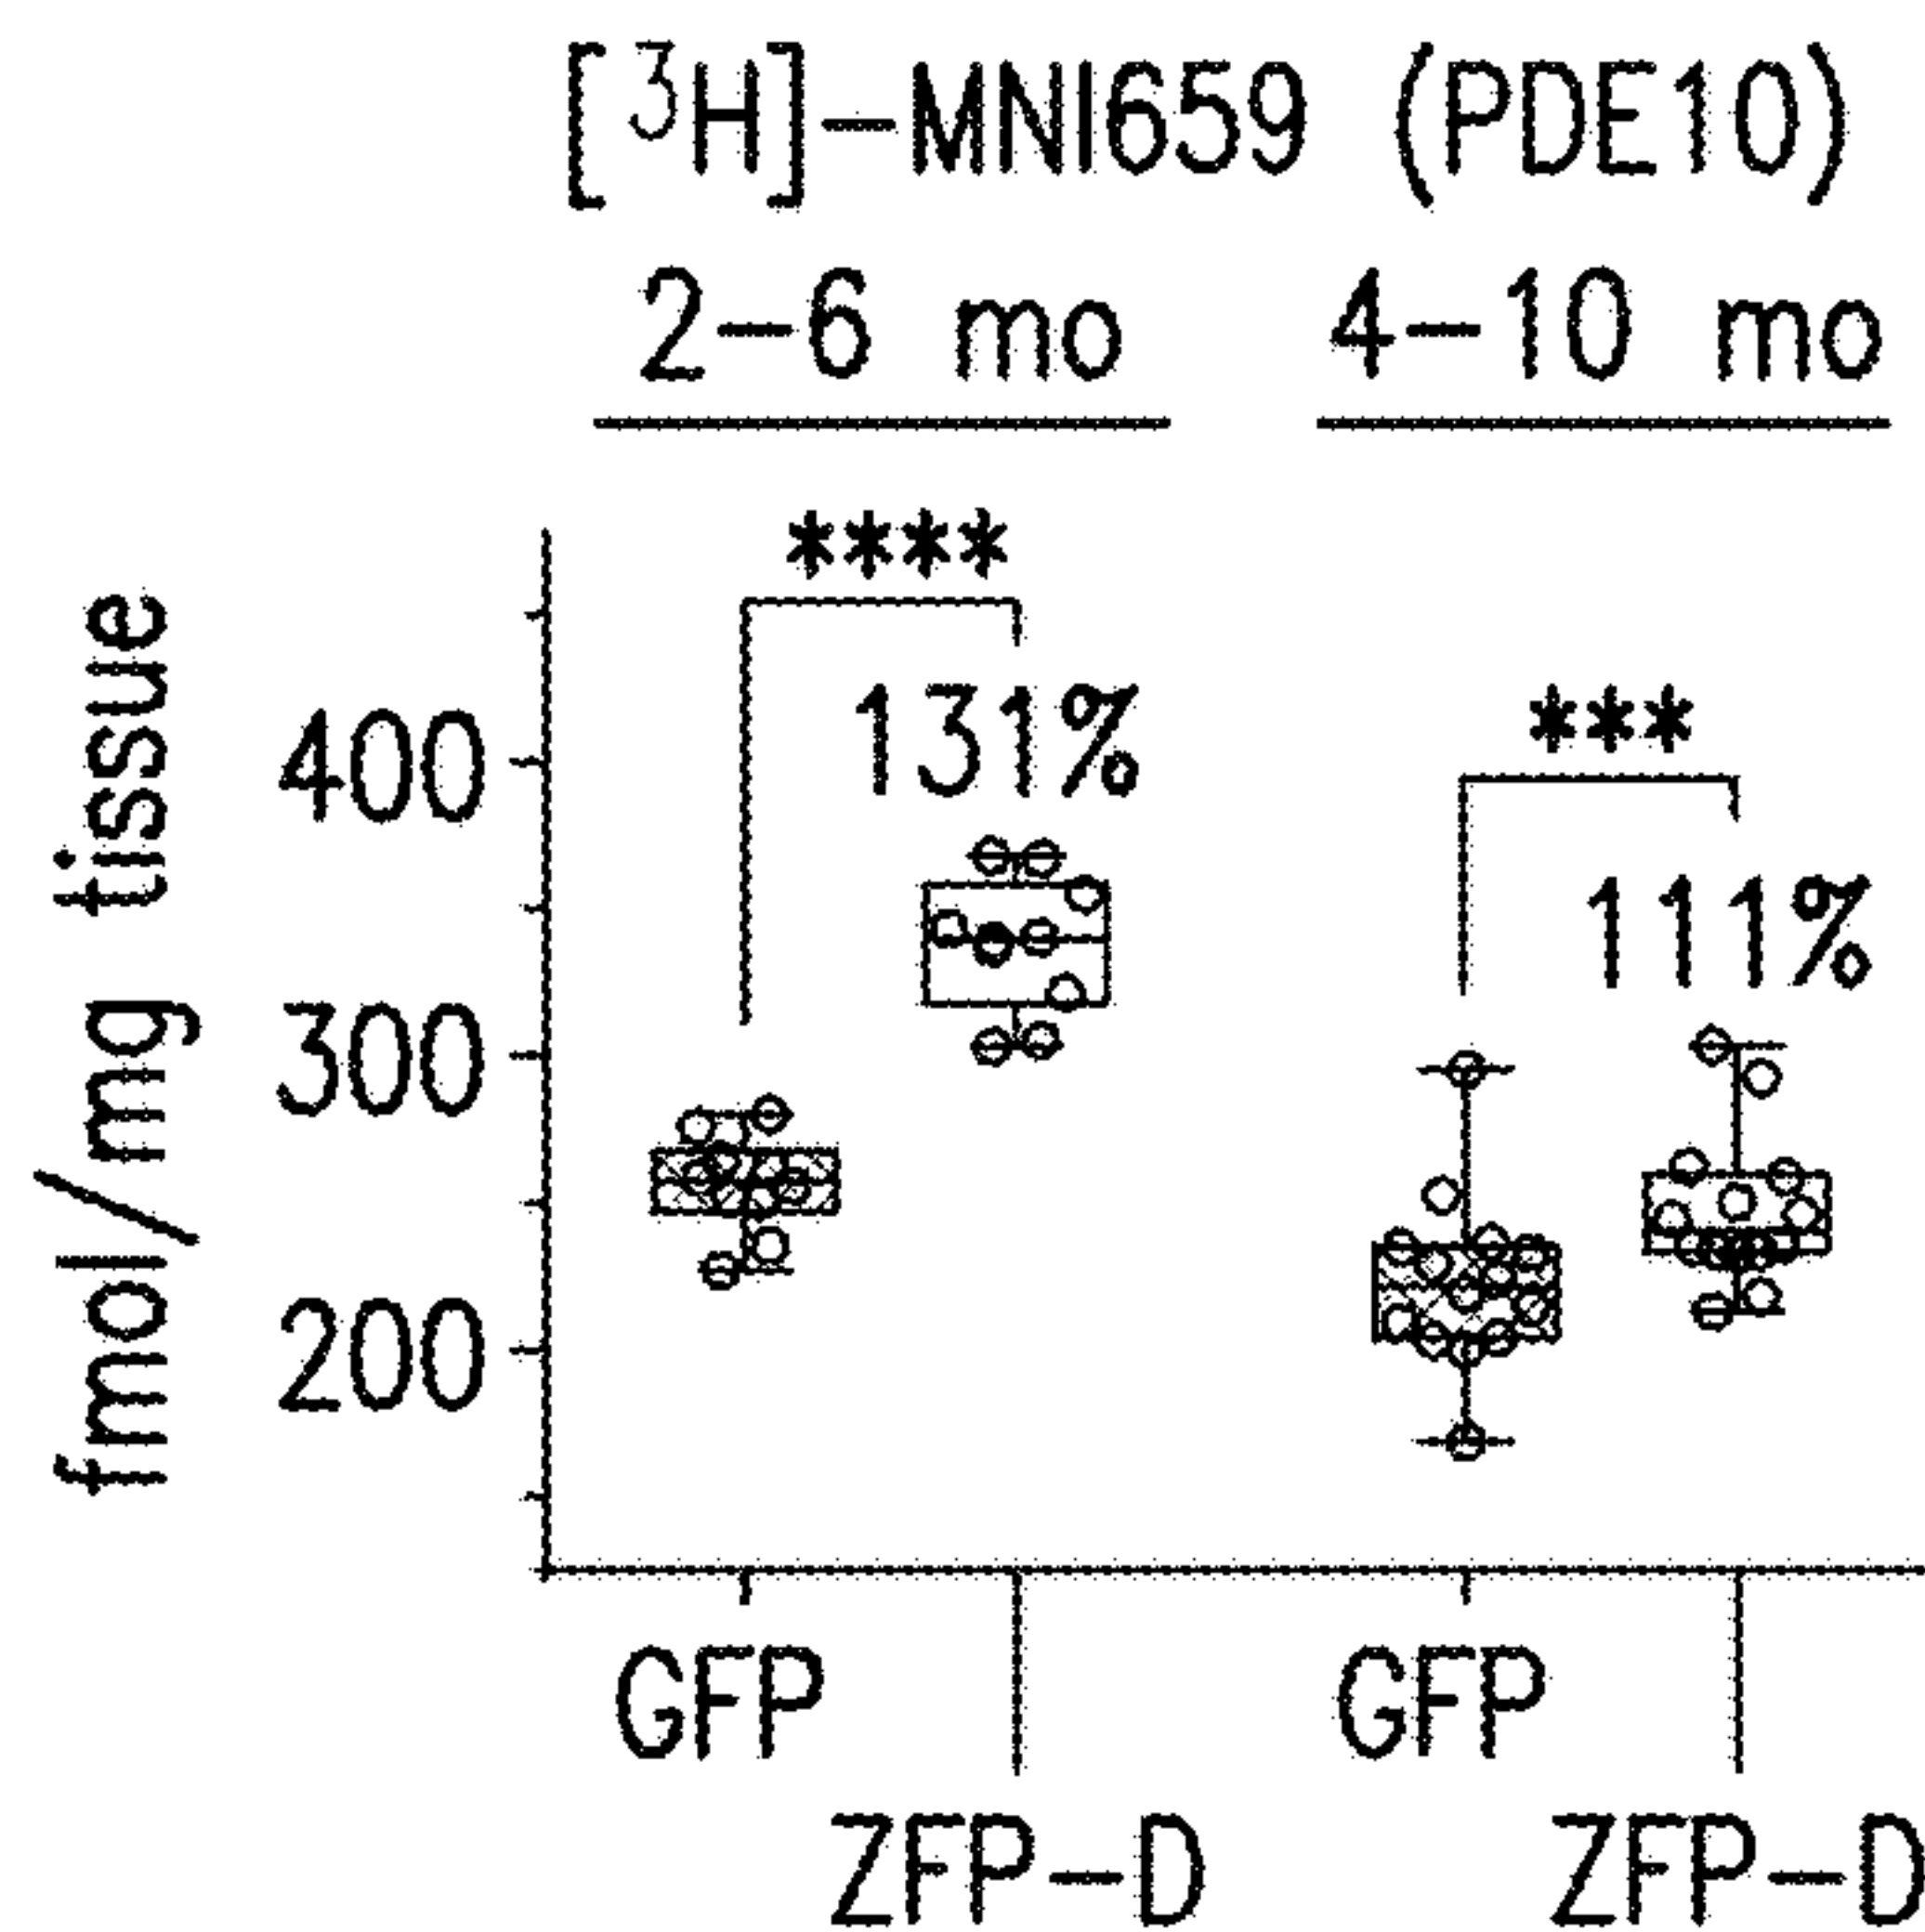 [³H]-MNI659 (PDE10)
2-6 mo 4-10 mo
****
131%
***
111%
fmol/mg tissue
400
300
200
GFP GFP
ZFP-D ZFP-D